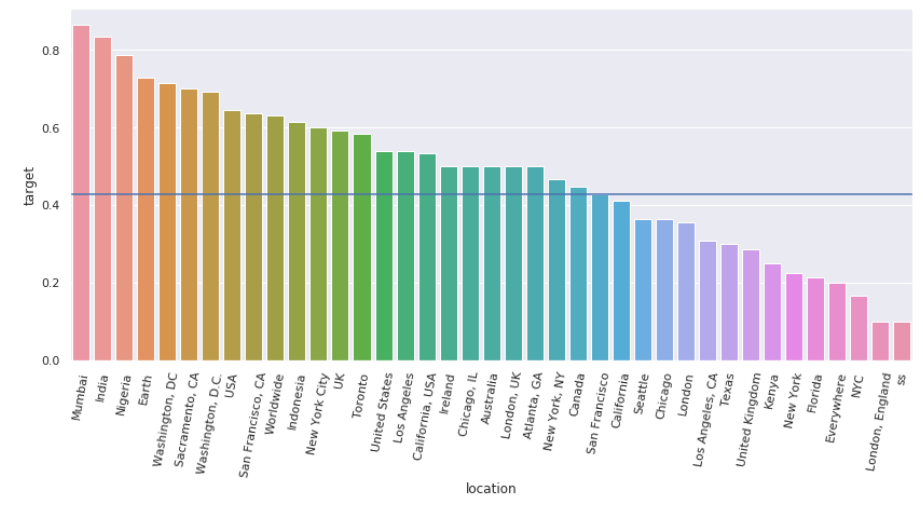 target
0.8
0.6
0.4
0.2
0.0
Mumbai
India
Nigeria
Earth
Washington, DC
Sacramento, CA
Washington, D.C.
USA
San Francisco, CA
Worldwide
Indonesia
New York City
UK
Toronto
United States
Los Angeles
California, USA
Ireland
Chicago, IL
Australia
London, UK
Atlanta, GA
New York, NY
Canada
San Francisco
California
Seattle
Chicago
London
Los Angeles, CA
Texas
United Kingdom
Kenya
New York
Florida
Everywhere
NYC
London, England
ss
location